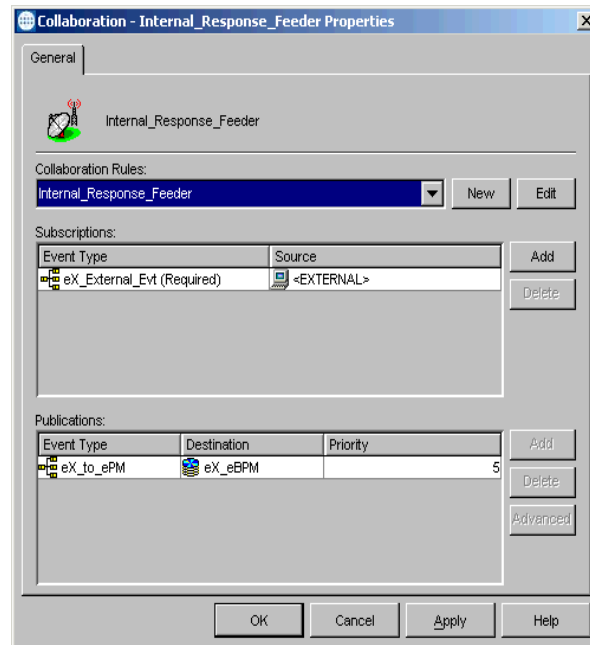 Collaboration - Internal_Response_Feeder Properties
General
Internal_Response_Feeder
Collaboration Rules:
Internal_Response_Feeder New Edit
Subscriptions:
Event Type Source Add
eX_External_Evt (Required) <EXTERNAL>
Delete
Publications:
Event Type Destination Priority Add
eX_to_ePM eX_eBPM 5
Delete
Advanced
OK Cancel Apply Help